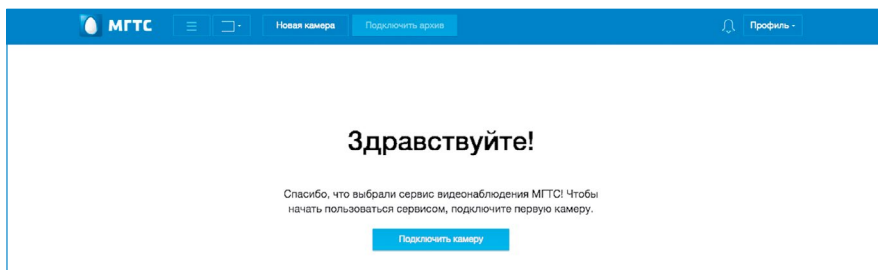 МГТС Новая камера Подключить архив Профиль
Здравствуйте!
Спасибо, что выбрали сервис видеонаблюдения МГТС! Чтобы
начать пользоваться сервисом, подключите первую камеру.
Подключить камеру